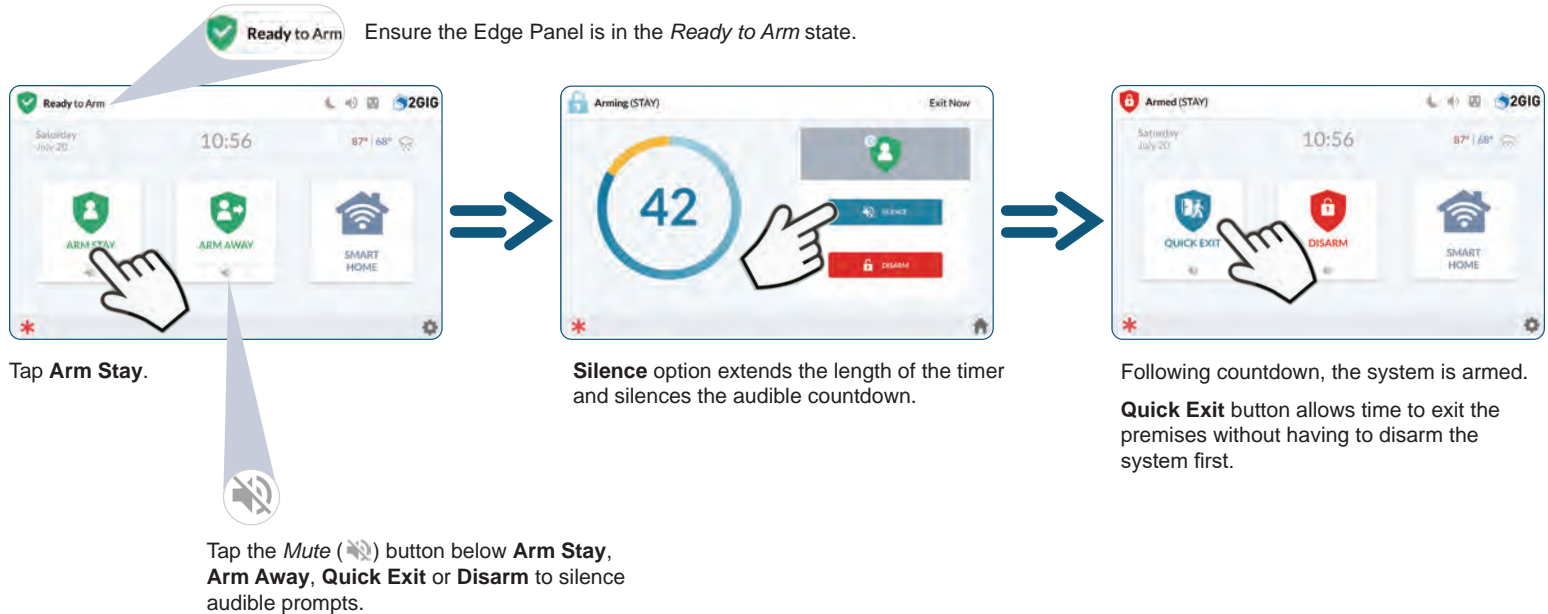 Ready to Arm
Ensure the Edge Panel is in the Ready to Arm state.
Ready to Arm
2GIG
Saturday
July 20
10:56
87° | 68°
ARM STAY
ARM AWAY
SMART
HOME
Tap Arm Stay.
Arming (STAY)
Exit Now
42
SILENCE
DISARM
Silence option extends the length of the timer
and silences the audible countdown.
Armed (STAY)
2GIG
Saturday
July 20
10:56
87° | 68°
QUICK EXIT
DISARM
SMART
HOME
Following countdown, the system is armed.
Quick Exit button allows time to exit the
premises without having to disarm the
system first.
Tap the Mute ( ) button below Arm Stay,
Arm Away, Quick Exit or Disarm to silence
audible prompts.